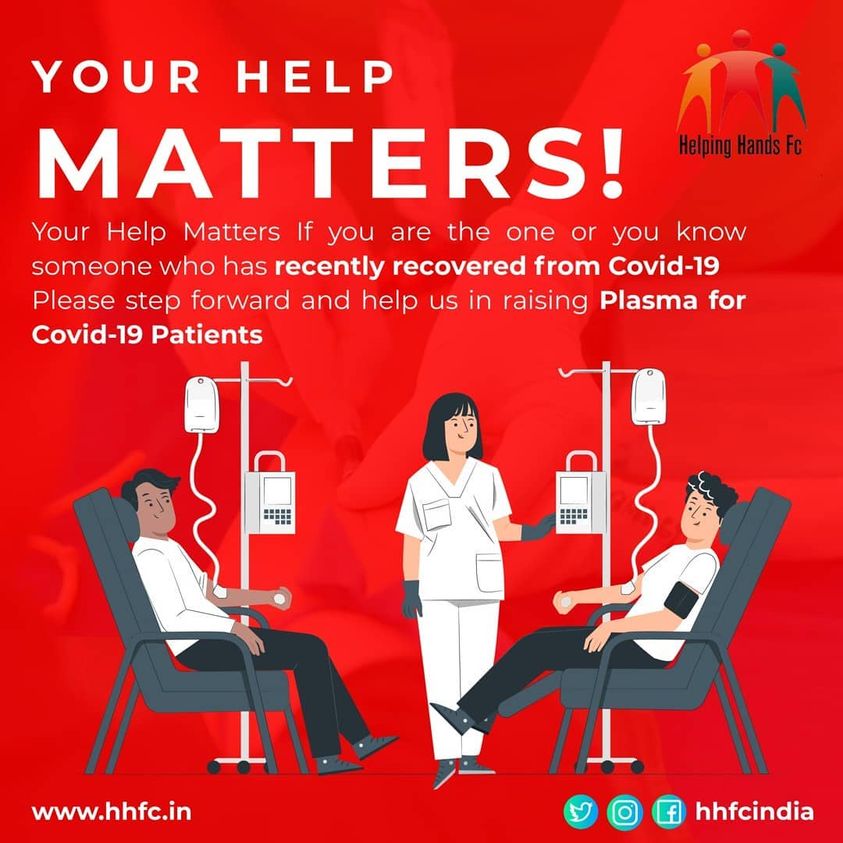 YOUR HELP
MATTERS!
Helping Hands Fc
Your Help Matters If you are the one or you know
someone who has recently recovered from Covid-19
Please step forward and help us in raising Plasma for
Covid-19 Patients
www.hhfc.in
hhfcindia